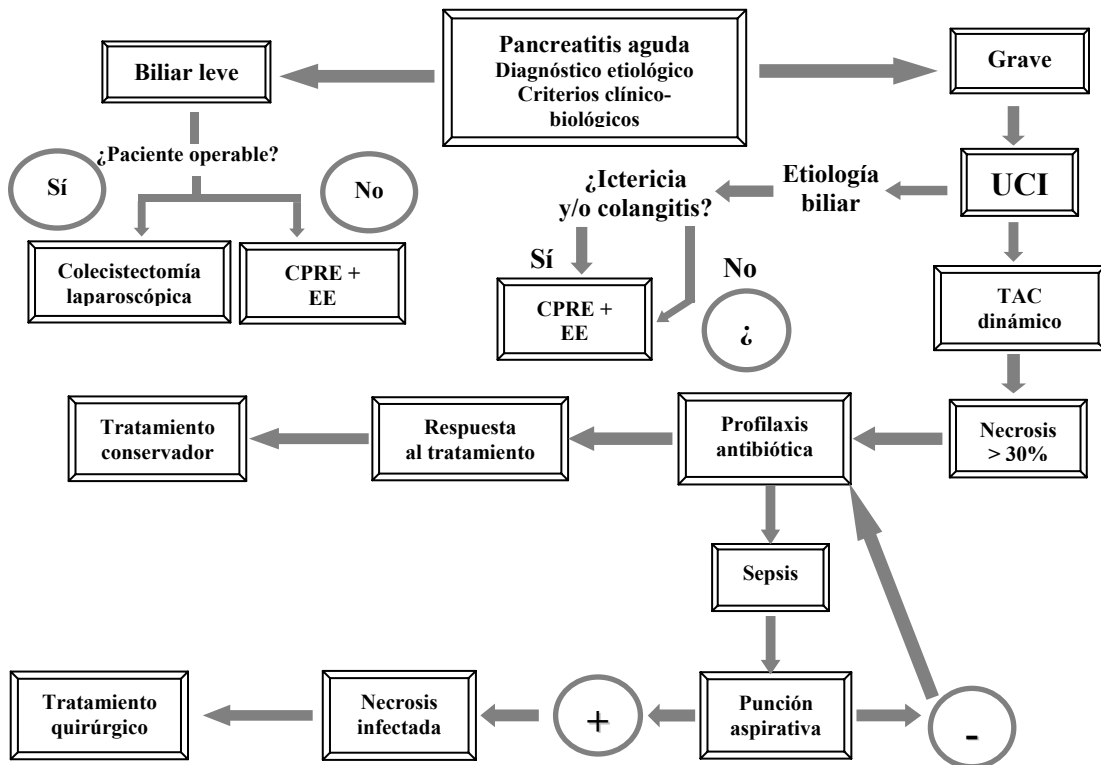 Pancreatitis aguda
Diagnóstico etiológico
Criterios clínico-
biológicos
Biliar leve
Grave
¿Paciente operable?
Sí
No
Colecistectomía
laparoscópica
CPRE +
EE
¿Ictericia
y/o colangitis?
Etiología
biliar
UCI
Sí
No
CPRE +
EE
¿
TAC
dinámico
Tratamiento
conservador
Respuesta
al tratamiento
Profilaxis
antibiótica
Necrosis
> 30%
Sepsis
Tratamiento
quirúrgico
Necrosis
infectada
+
Punción
aspirativa
-